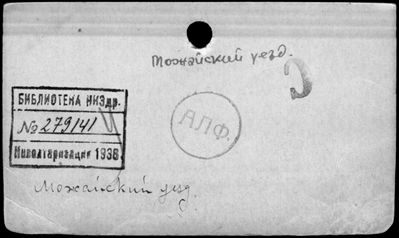 Можайский уезд.
БИБЛИОТЕКА НКЗдр.
№ 279141
АЛФ.
Инвентаризация 1938
Можайский уезд.